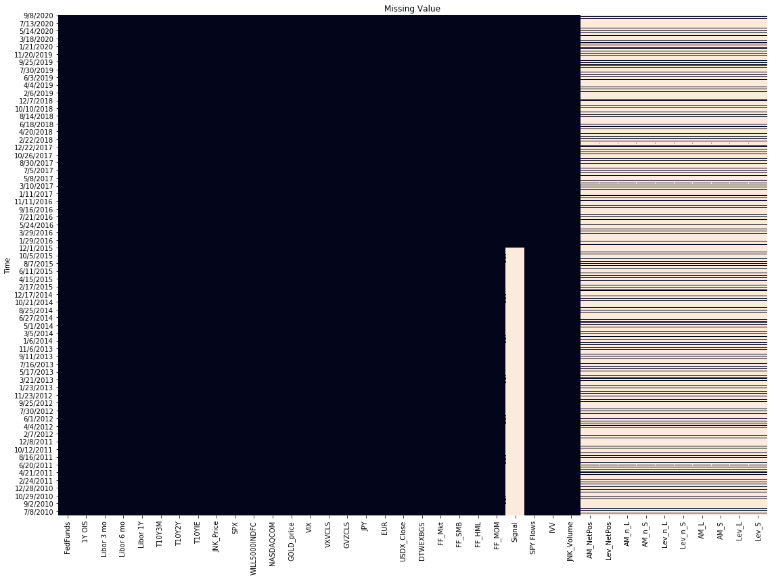 Missing Value
Time
9/8/2020
7/13/2020
5/14/2020
3/18/2020
1/21/2020
11/20/2019
9/25/2019
7/30/2019
6/3/2019
4/4/2019
2/6/2019
12/7/2018
10/10/2018
8/14/2018
6/18/2018
4/20/2018
2/22/2018
12/22/2017
10/26/2017
8/30/2017
7/5/2017
5/8/2017
3/10/2017
1/11/2017
11/11/2016
9/16/2016
7/21/2016
5/24/2016
3/29/2016
1/29/2016
12/1/2015
10/5/2015
8/7/2015
6/11/2015
4/15/2015
2/17/2015
12/17/2014
10/21/2014
8/25/2014
6/27/2014
5/1/2014
3/5/2014
1/6/2014
11/6/2013
9/11/2013
7/16/2013
5/17/2013
3/21/2013
1/23/2013
11/23/2012
9/25/2012
7/30/2012
6/1/2012
4/4/2012
2/7/2012
12/8/2011
10/12/2011
8/16/2011
6/20/2011
4/21/2011
2/24/2011
12/28/2010
10/29/2010
9/2/2010
7/8/2010
FedFunds
1Y OIS
Libor 3 mo
Libor 6 mo
Libor 1Y
T10Y3M
T10Y2Y
T10YIE
JNK_Price
SPX
WILL5000INDFC
NASDAQCOM
GOLD_price
VIX
VXVCLS
GVZCLS
JPY
EUR
USDX_Close
DTWEXBGS
FF_Mkt
FF_SMB
FF_HML
FF_MOM
Signal
SPY Flows
IVV
JNK_Volume
AM_NetPos
Lev_NetPos
AM_n_L
AM_n_S
Lev_n_L
Lev_n_S
AM_L
AM_S
Lev_L
Lev_S